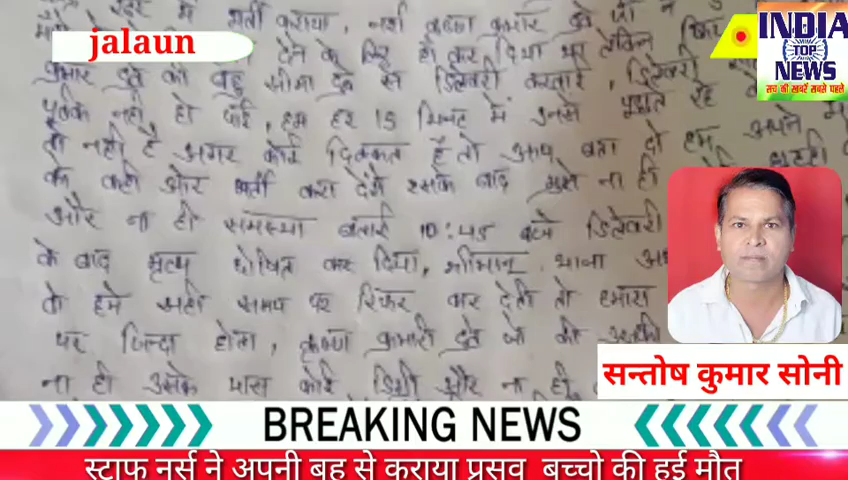 jalaun
INDIA
TOP
NEWS
सच की खबरें सबसे पहले
में भर्ती कराया, नर्स कृष्णा कुमारी
देने के लिए
को बहु सीमा से डिलेवरी करवाई, डिलेवरी
पूर्वक नहीं हो पाई, हम हर 15 मिनट में उनसे पूछते रहे
तो नहीं है अगर कोई दिक्कत है तो आप बता दो हम अपने
के कहीं और भर्ती करा देंगे इसके बाद मुझे ना ही
और ना ही समस्या बताई 10:45 बजे डिलेवरी
के बाद मृत्यु घोषित कर दिया, श्रीमान्
वो हमें सही समय पर रिफर कर देती तो हमारा
जिन्दा होता, कृष्णा कुमारी
ना ही उसके पास कोई डिग्री और ना ही
सन्तोष कुमार सोनी
BREAKING NEWS
स्टाफ नर्स ने अपनी बहू से कराया प्रसव बच्चो की हुई मौत